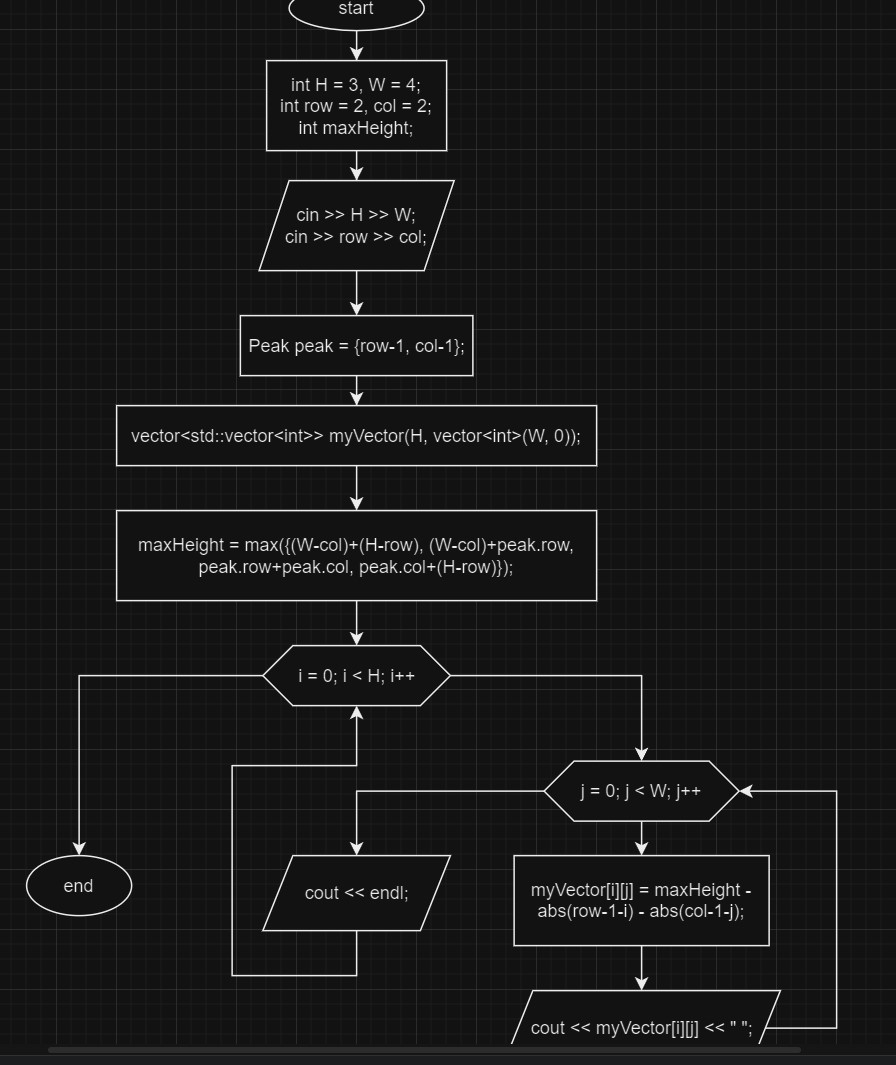 start
int H = 3, W = 4;
int row = 2, col = 2;
int maxHeight;
cin >> H >> W;
cin >> row >> col;
Peak peak = {row-1, col-1};
vector<std::vector<int>> myVector(H, vector<int>(W, 0));
maxHeight = max({(W-col)+(H-row), (W-col)+peak.row,
peak.row+peak.col, peak.col+(H-row)});
i = 0; i < H; i++
j = 0; j < W; j++
end
cout << endl;
myVector[i][j] = maxHeight -
abs(row-1-i) - abs(col-1-j);
cout << myVector[i][j] << " ";